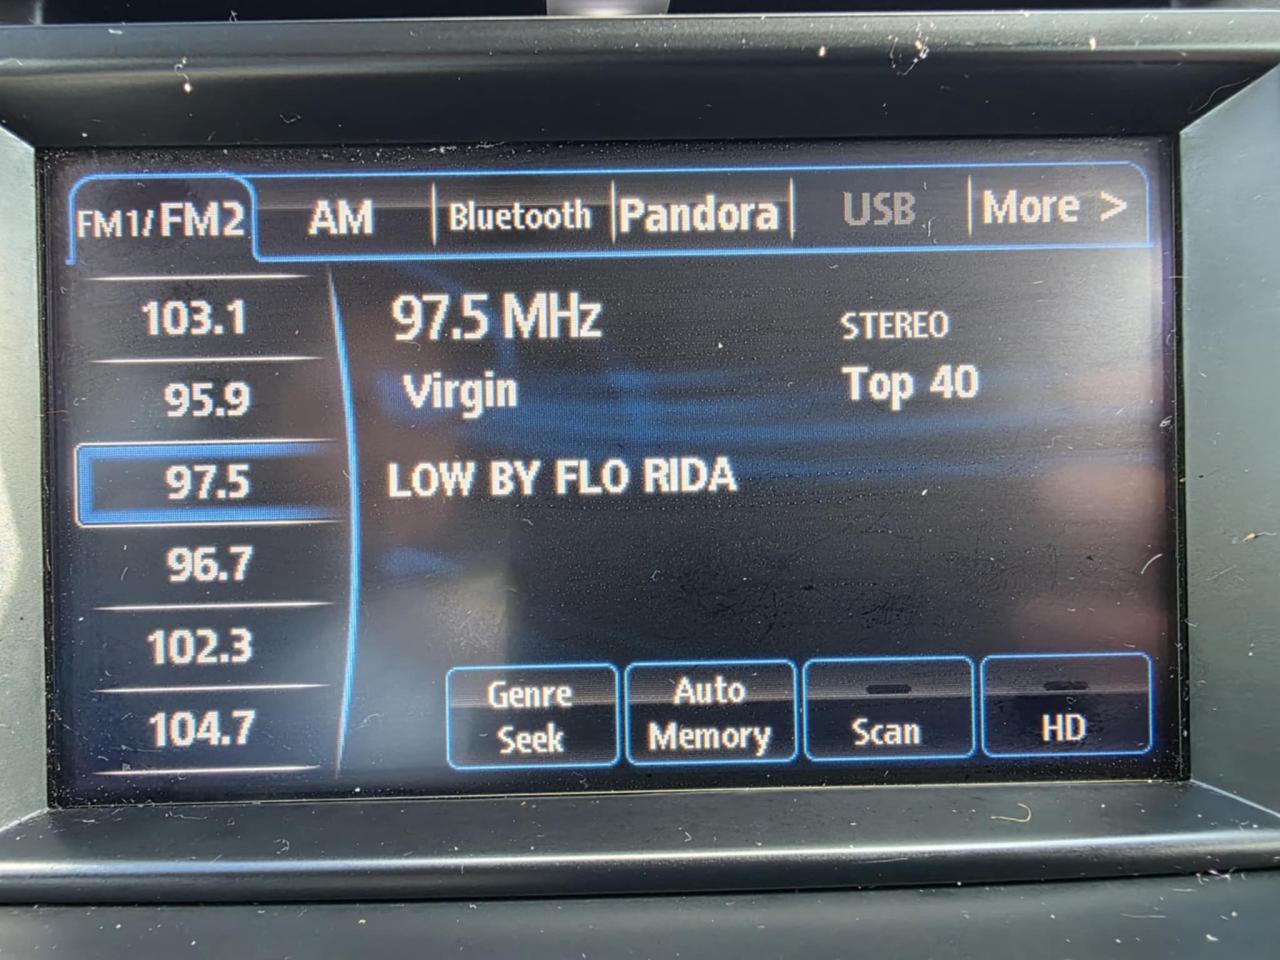 FM1/FM2 AM Bluetooth Pandora USB More >
103.1
95.9
97.5
96.7
102.3
104.7
97.5 MHz STEREO
Virgin Top 40
LOW BY FLO RIDA
Genre
Seek
Auto
Memory
Scan
HD